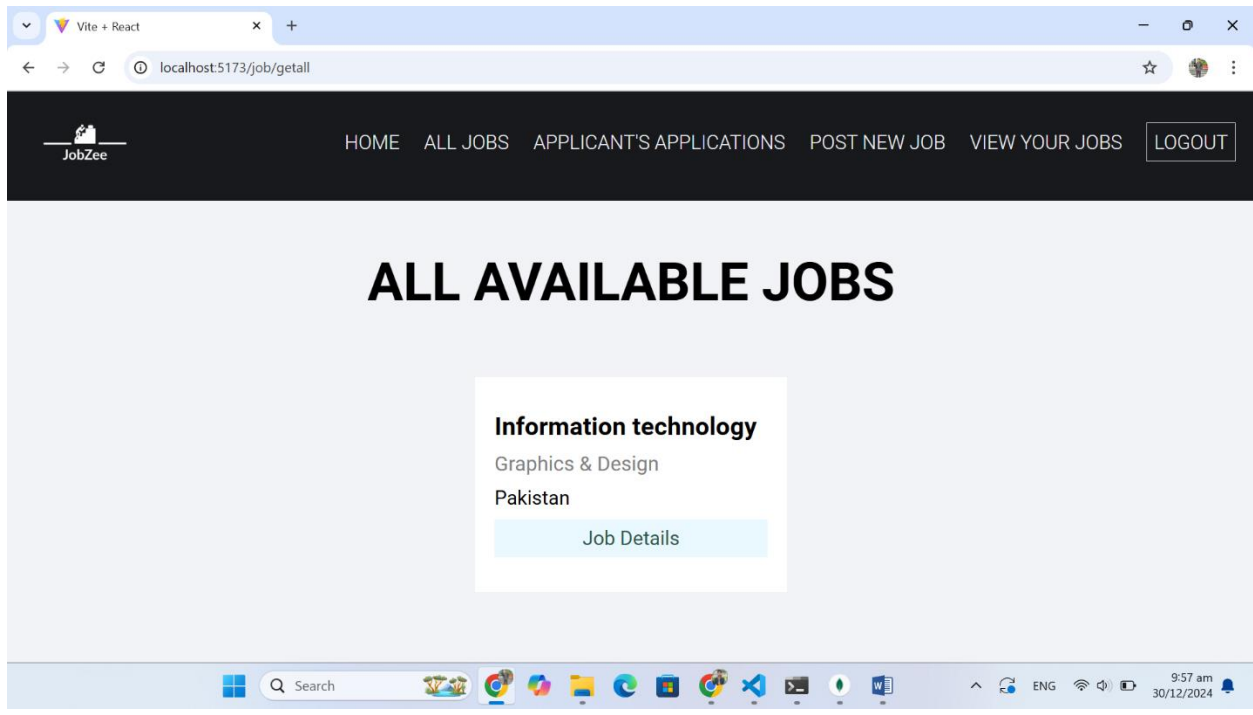 Vite + React
localhost:5173/job/getall
JobZee
HOME ALL JOBS APPLICANT'S APPLICATIONS POST NEW JOB VIEW YOUR JOBS LOGOUT
ALL AVAILABLE JOBS
Information technology
Graphics & Design
Pakistan
Job Details
Search
ENG
9:57 am
30/12/2024